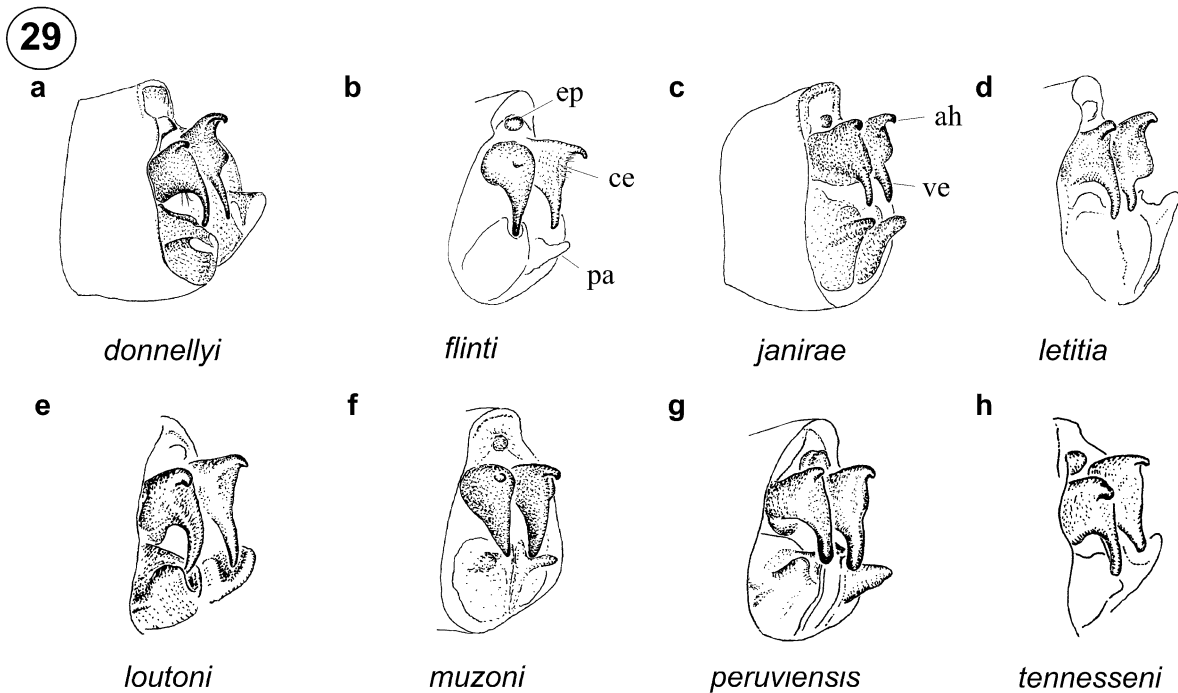 29
a b c d
ep
ah
ce
ve
pa
donnellyi flinti janirae letitia
e f g h
loutoni muzoni peruviensis tennesseni